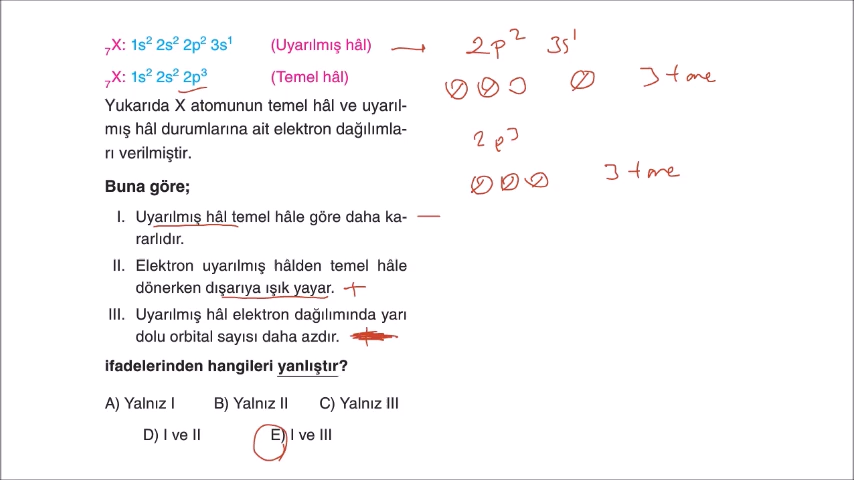 ₇X: 1s² 2s² 2p² 3s¹ (Uyarılmış hâl)
₇X: 1s² 2s² 2p³ (Temel hâl)
Yukarıda X atomunun temel hâl ve uyarıl-
mış hâl durumlarına ait elektron dağılımla-
rı verilmiştir.
Buna göre;
I. Uyarılmış hâl temel hâle göre daha ka-
rarlıdır.
II. Elektron uyarılmış hâlden temel hâle
dönerken dışarıya ışık yayar. +
III. Uyarılmış hâl elektron dağılımında yarı
dolu orbital sayısı daha azdır.
ifadelerinden hangileri yanlıştır?
A) Yalnız I B) Yalnız II C) Yalnız III
D) I ve II E) I ve III
2p² 3s¹
3 tane
2p³
3 tane